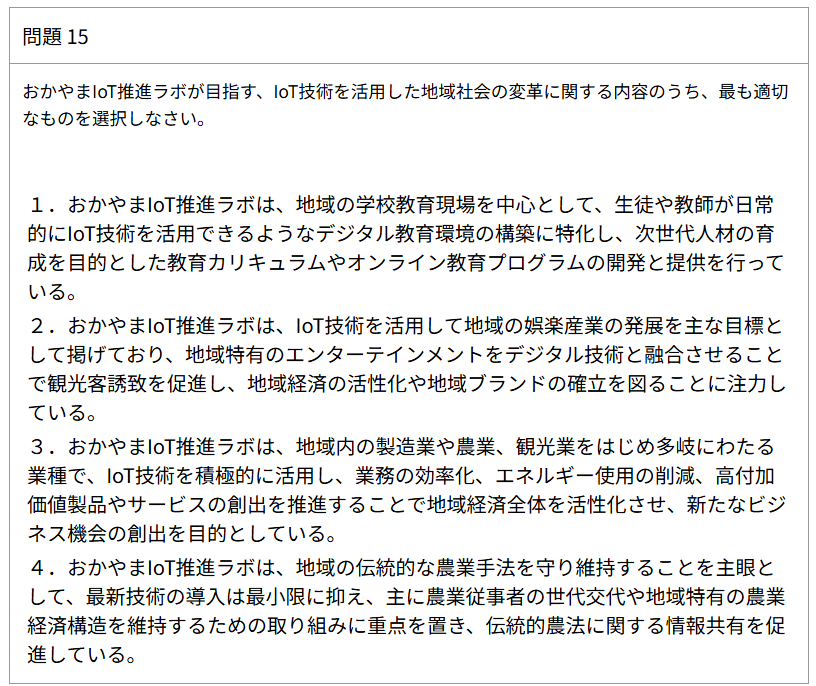 問題 15
おかやまIoT推進ラボが目指す、IoT技術を活用した地域社会の変革に関する内容のうち、最も適切
なものを選択しなさい。
１．おかやまIoT推進ラボは、地域の学校教育現場を中心として、生徒や教師が日常
的にIoT技術を活用できるようなデジタル教育環境の構築に特化し、次世代人材の育
成を目的とした教育カリキュラムやオンライン教育プログラムの開発と提供を行って
いる。
２．おかやまIoT推進ラボは、IoT技術を活用して地域の娯楽産業の発展を主な目標と
して掲げており、地域特有のエンターテインメントをデジタル技術と融合させること
で観光客誘致を促進し、地域経済の活性化や地域ブランドの確立を図ることに注力し
ている。
３．おかやまIoT推進ラボは、地域内の製造業や農業、観光業をはじめ多岐にわたる
業種で、IoT技術を積極的に活用し、業務の効率化、エネルギー使用の削減、高付加
価値製品やサービスの創出を推進することで地域経済全体を活性化させ、新たなビジ
ネス機会の創出を目的としている。
４．おかやまIoT推進ラボは、地域の伝統的な農業手法を守り維持することを主眼と
して、最新技術の導入は最小限に抑え、主に農業従事者の世代交代や地域特有の農業
経済構造を維持するための取り組みに重点を置き、伝統的農法に関する情報共有を促
進している。